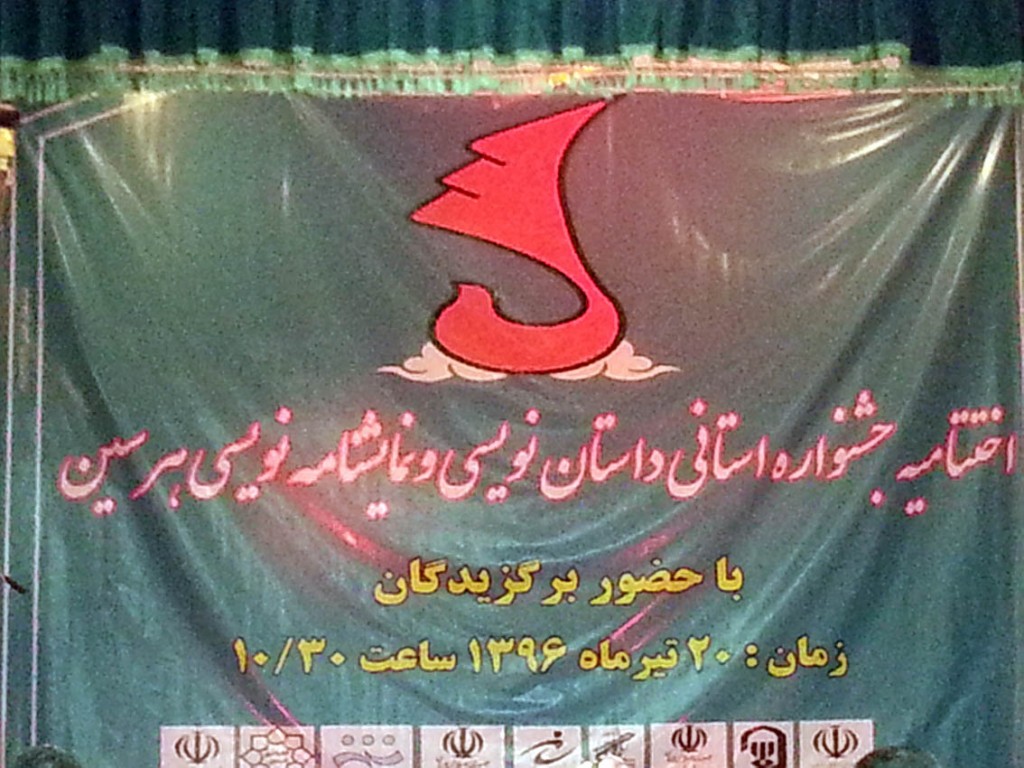 اختتامیه جشنواره استانی داستان نویسی و نمایشنامه نویسی هرسین
با حضور برگزیدگان
زمان : ۲۰ تیرماه ۱۳۹۶ ساعت ۱۰/۳۰